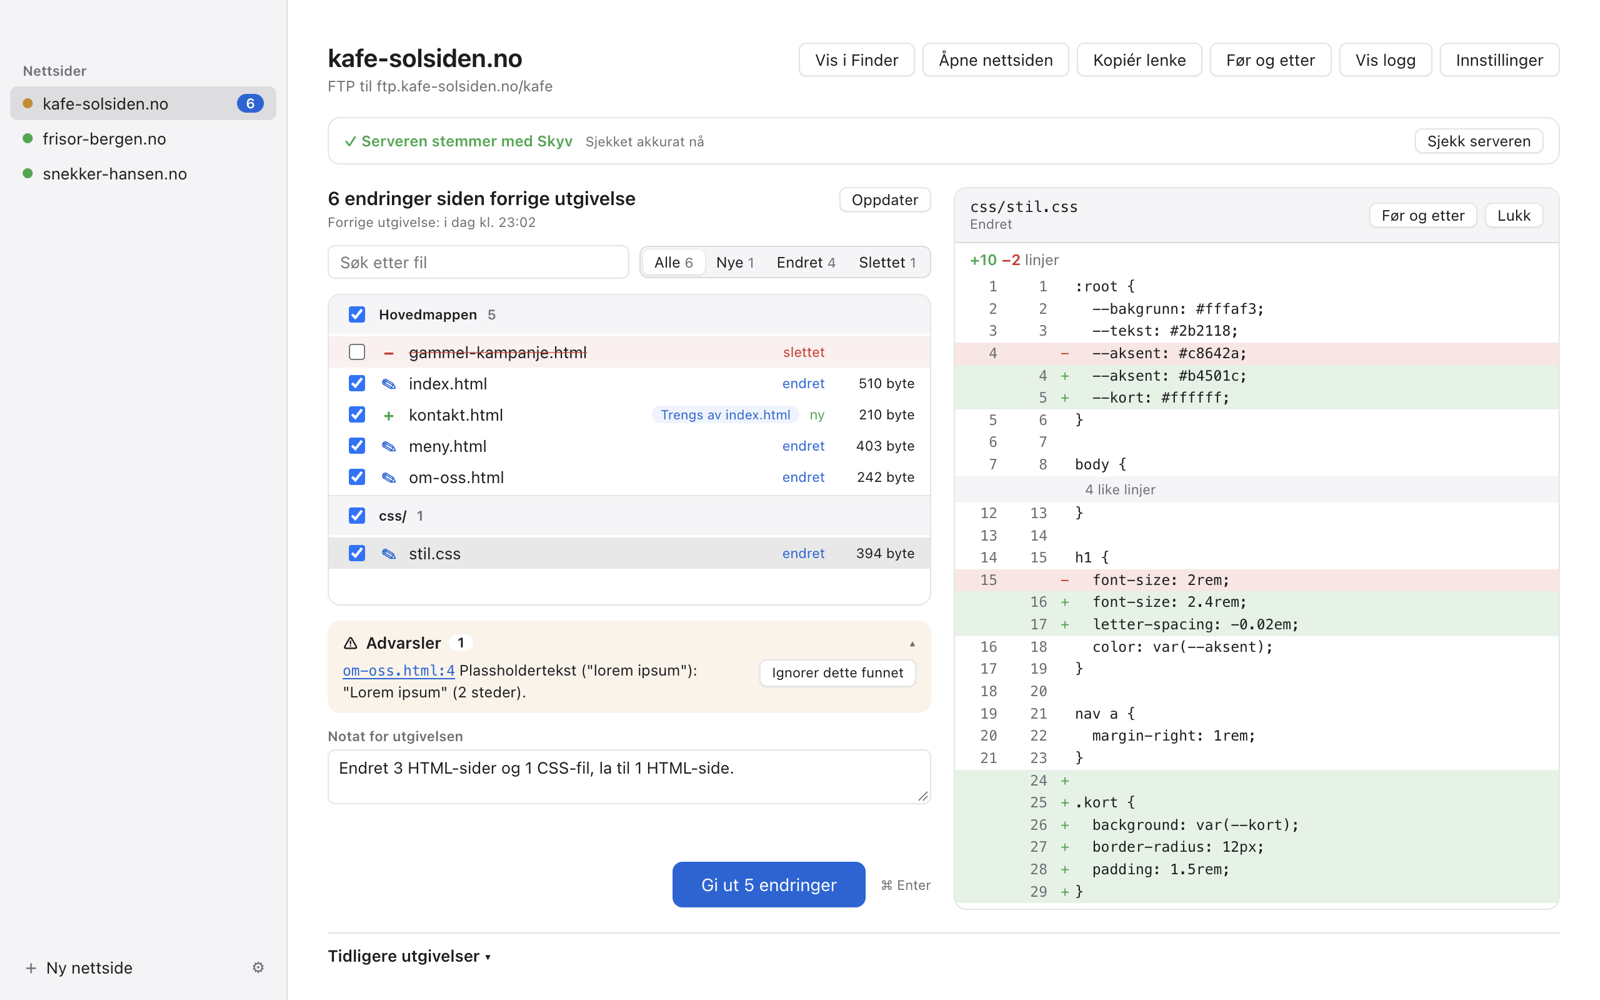 Nettsider
kafe-solsiden.no 6
frisor-bergen.no
snekker-hansen.no
+ Ny nettside
kafe-solsiden.no
FTP til ftp.kafe-solsiden.no/kafe
Vis i Finder Åpne nettsiden Kopiér lenke Før og etter Vis logg Innstillinger
✓ Serveren stemmer med Skyv Sjekket akkurat nå Sjekk serveren
6 endringer siden forrige utgivelse
Forrige utgivelse: i dag kl. 23:02
Oppdater
Søk etter fil
Alle 6 Nye 1 Endret 4 Slettet 1
Hovedmappen 5
− gammel-kampanje.html slettet
index.html endret 510 byte
+ kontakt.html Trengs av index.html ny 210 byte
meny.html endret 403 byte
om-oss.html endret 242 byte
css/ 1
stil.css endret 394 byte
Advarsler 1
om-oss.html:4 Plassholdertekst ("lorem ipsum"):
"Lorem ipsum" (2 steder).
Ignorer dette funnet
Notat for utgivelsen
Endret 3 HTML-sider og 1 CSS-fil, la til 1 HTML-side.
Gi ut 5 endringer ⌘ Enter
css/stil.css
Endret
Før og etter Lukk
+10 −2 linjer
1 1 :root {
2 2 --bakgrunn: #fffaf3;
3 3 --tekst: #2b2118;
4 − --aksent: #c8642a;
4 + --aksent: #b4501c;
5 + --kort: #ffffff;
5 6 }
6 7
7 8 body {
4 like linjer
12 13 }
13 14
14 15 h1 {
15 − font-size: 2rem;
16 + font-size: 2.4rem;
17 + letter-spacing: -0.02em;
16 18 color: var(--aksent);
17 19 }
18 20
19 21 nav a {
20 22 margin-right: 1rem;
21 23 }
24 +
25 + .kort {
26 + background: var(--kort);
27 + border-radius: 12px;
28 + padding: 1.5rem;
29 + }
Tidligere utgivelser ▾